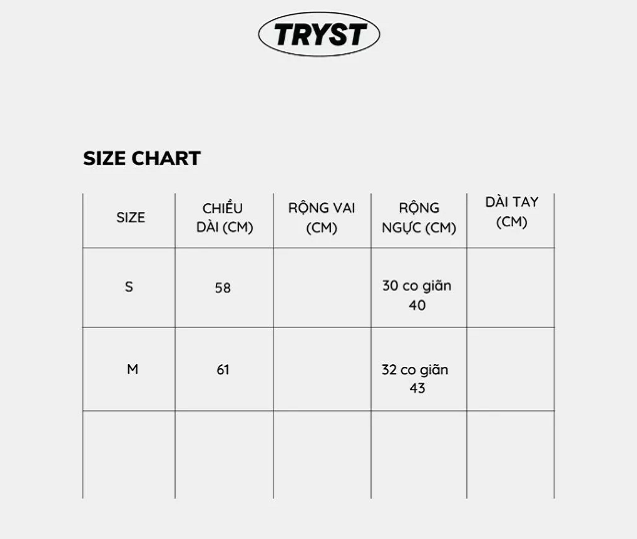 TRYST
SIZE CHART
SIZE
CHIỀU
DÀI (CM)
RỘNG VAI
(CM)
RỘNG
NGỰC (CM)
DÀI TAY
(CM)
S
58
30 co giãn
40
M
61
32 co giãn
43